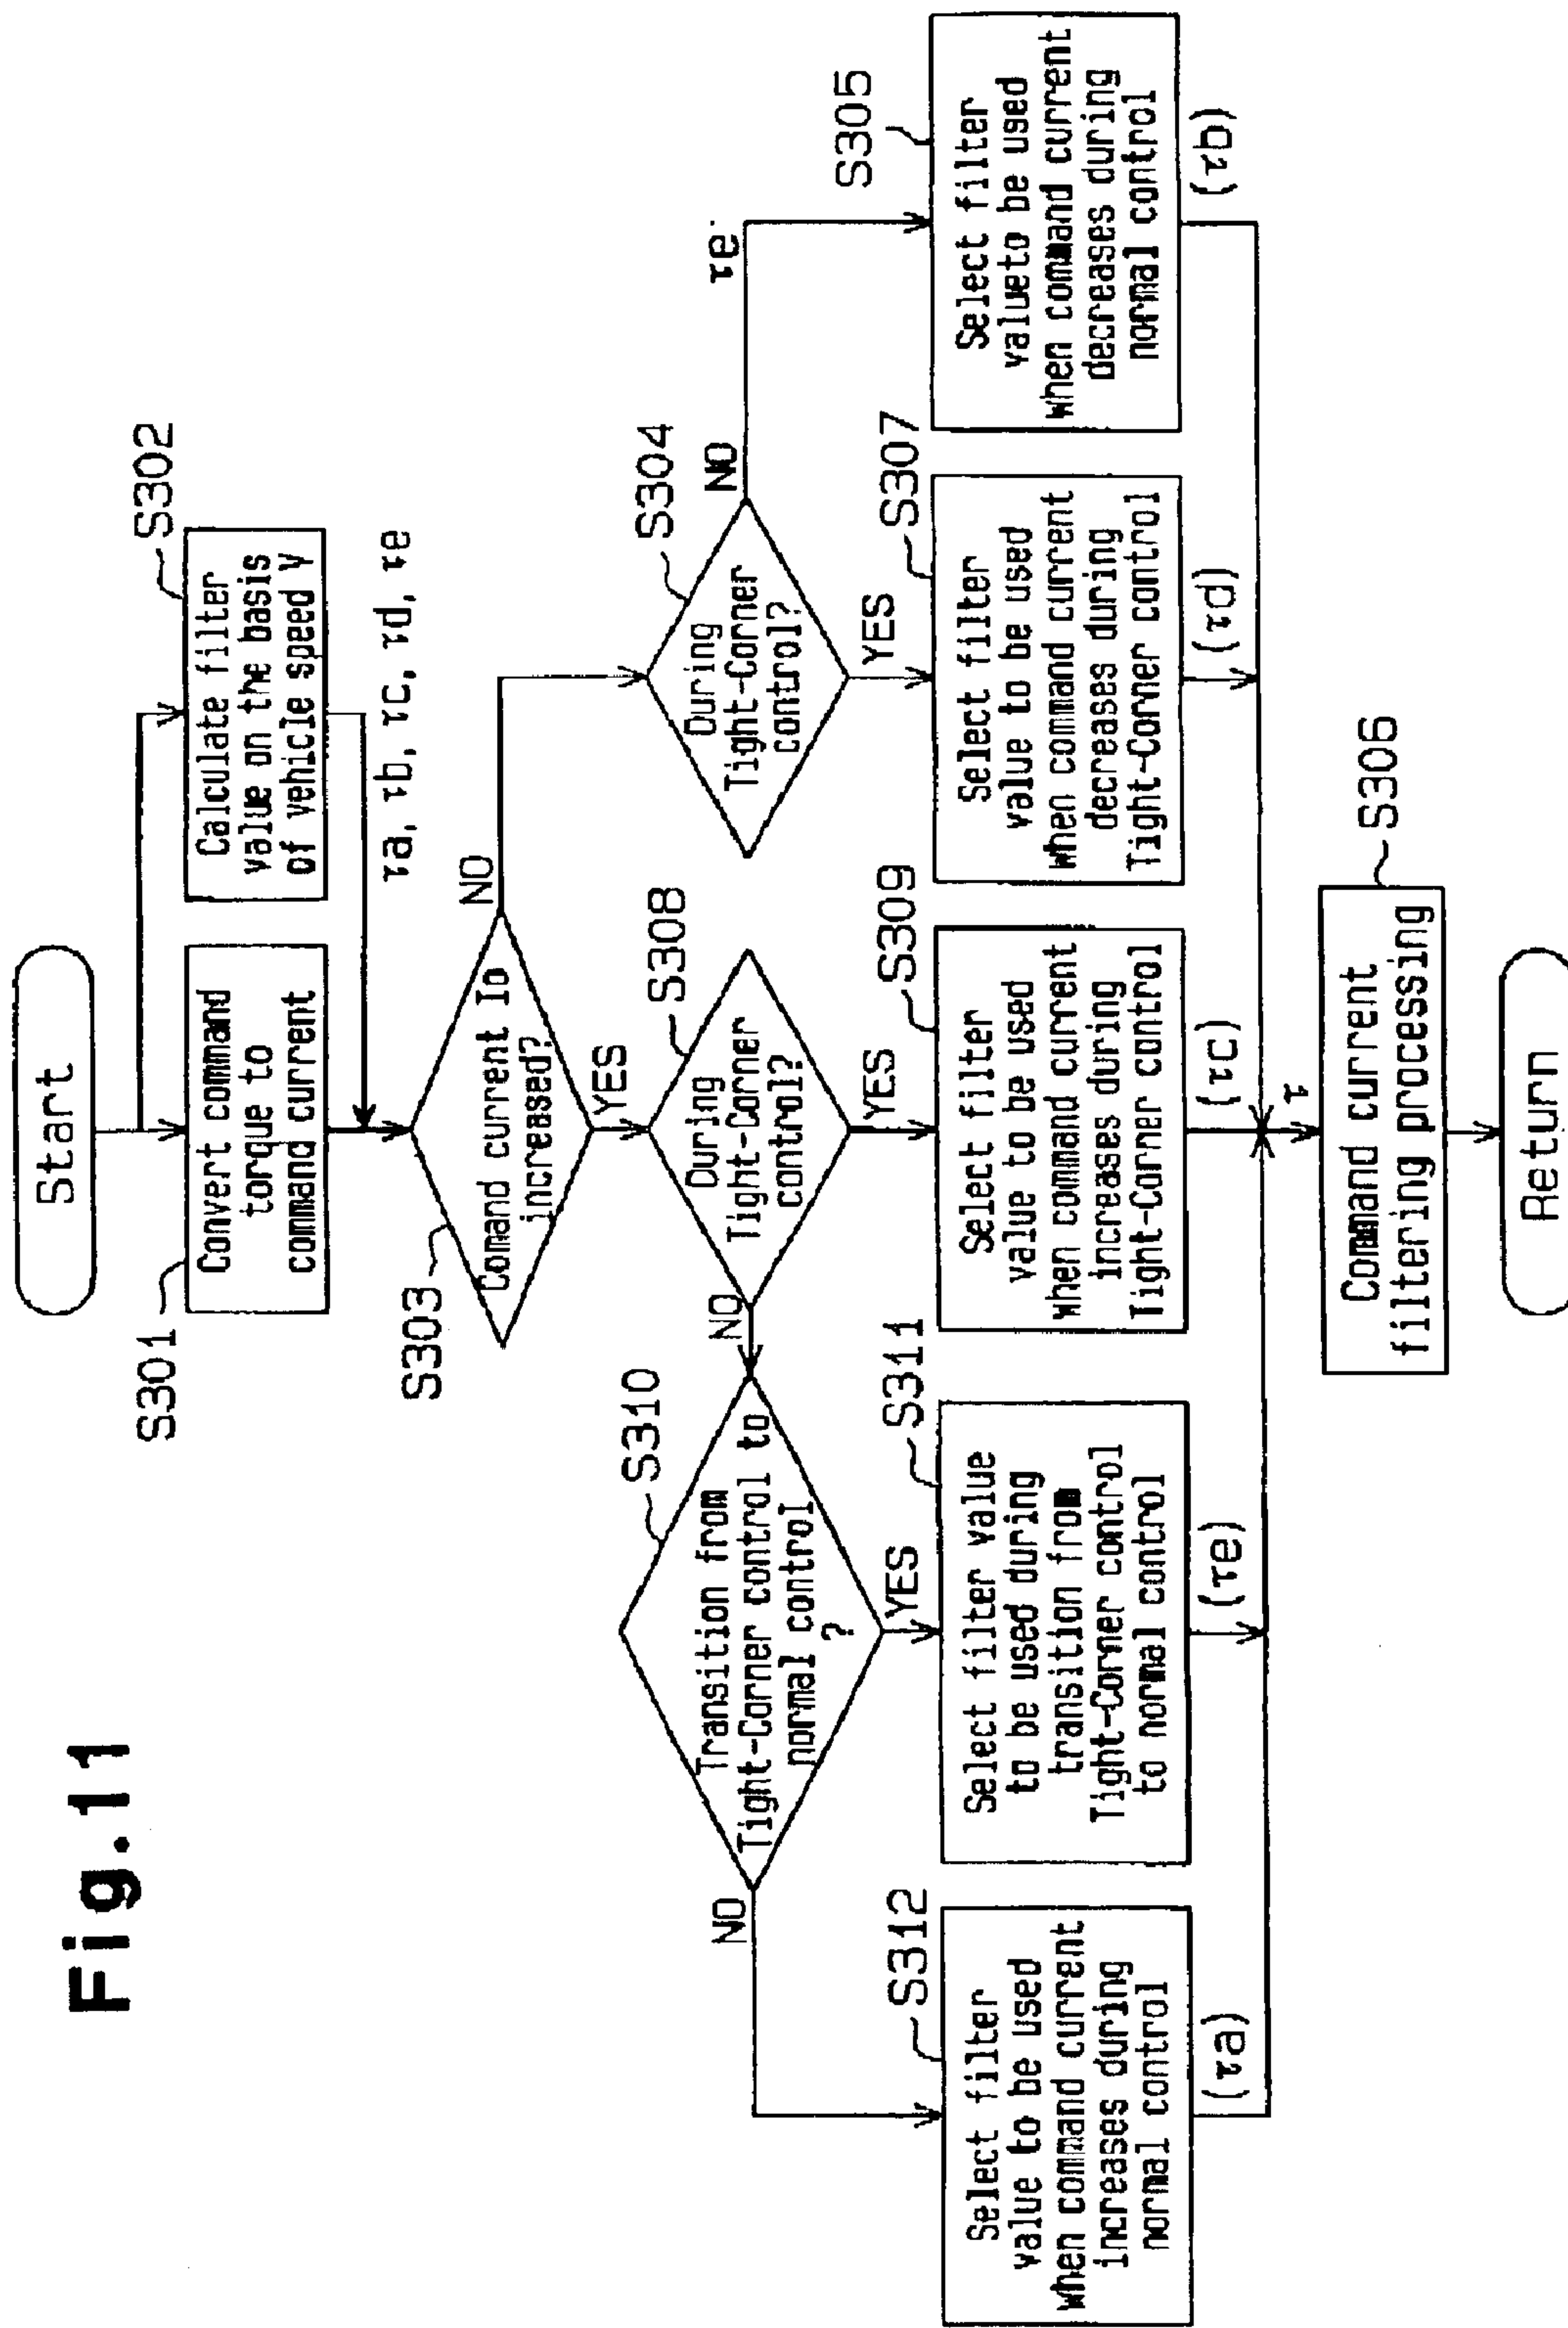 Fig.11
Start
S301
Convert command
torque to
command current
S302
Calculate filter
value on the basis
of vehicle speed V
τa, τb, τc, τd, τe
S303
Comand current Io
increased?
NO
YES
S304
During
Tight-Corner
control?
NO
τe
YES
S308
During
Tight-Corner
control?
NO
YES
S310
Transition from
Tight-Corner control to
normal control
?
NO
YES
S312
Select filter
value to be used
when command current
increases during
normal control
(τa)
S311
Select filter value
to be used during
transition from
Tight-Corner control
to normal control
(τe)
S309
Select filter
value to be used
when command current
increases during
Tight-Corner control
(τc)
S307
Select filter
value to be used
when command current
decreases during
Tight-Corner control
(τd)
S305
Select filter
valueto be used
when command current
decreases during
normal control
(τb)
τ
S306
Command current
filtering processing
Return